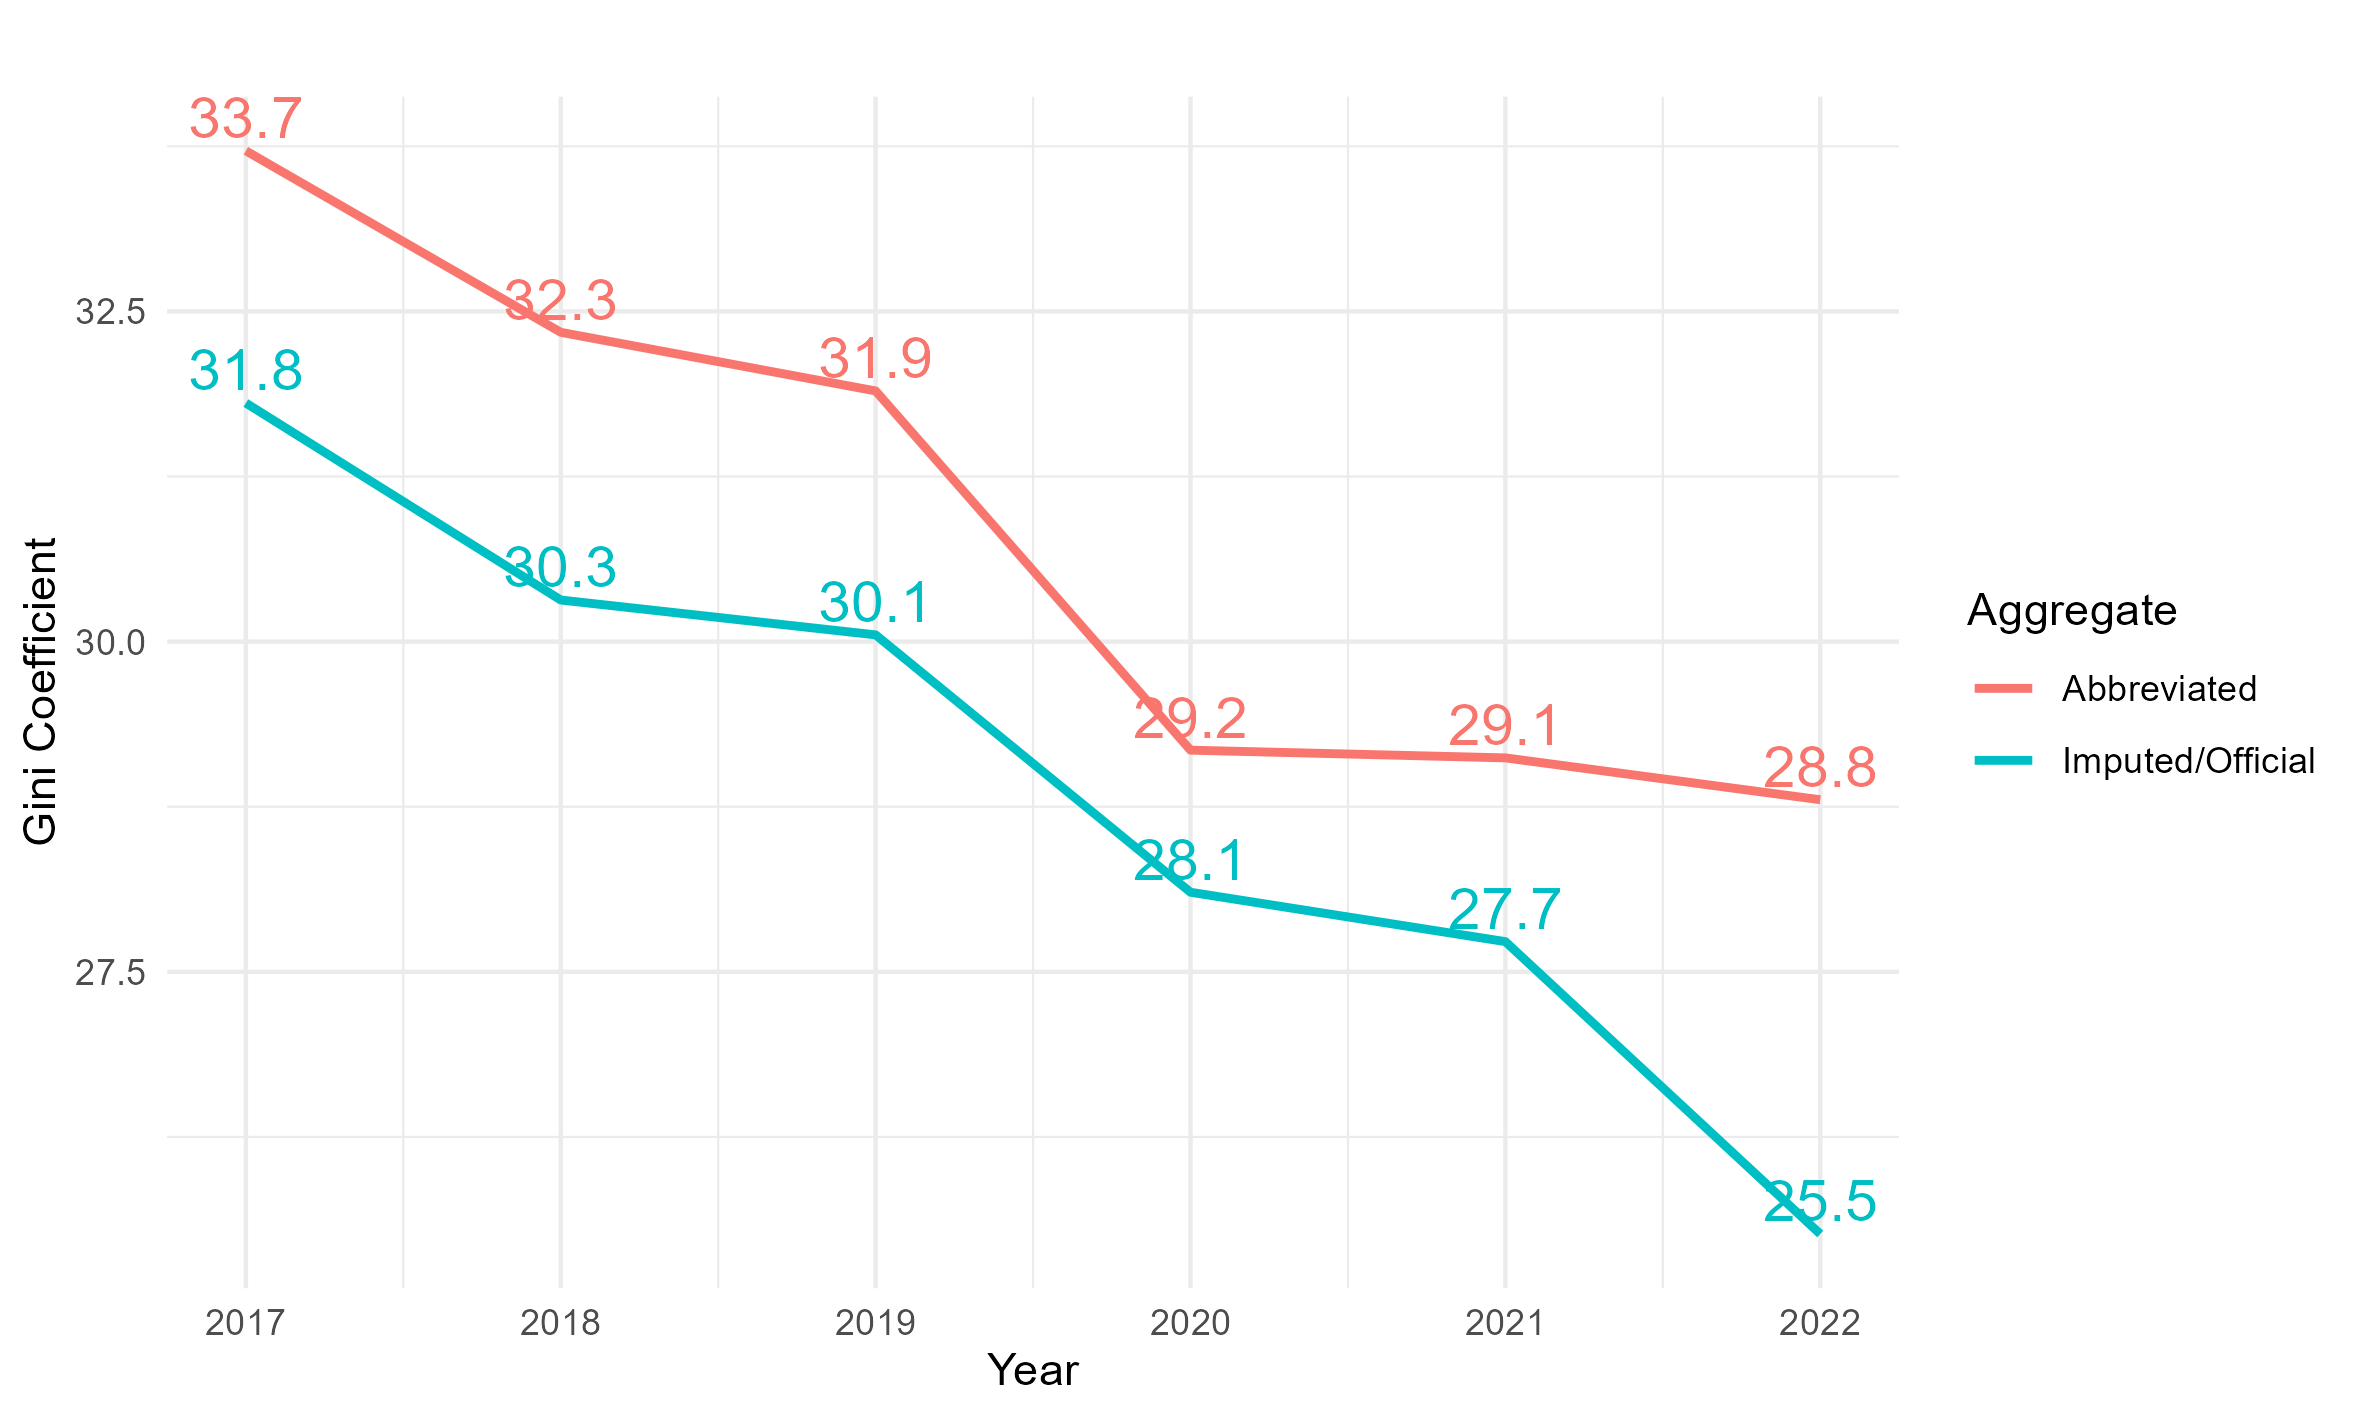 33.7
32.3
32.5
31.9
31.8
30.3
30.1
30.0
29.2
29.1
28.8
28.1
27.7
27.5
25.5
Gini Coefficient
2017 2018 2019 2020 2021 2022
Year
Aggregate
Abbreviated
Imputed/Official